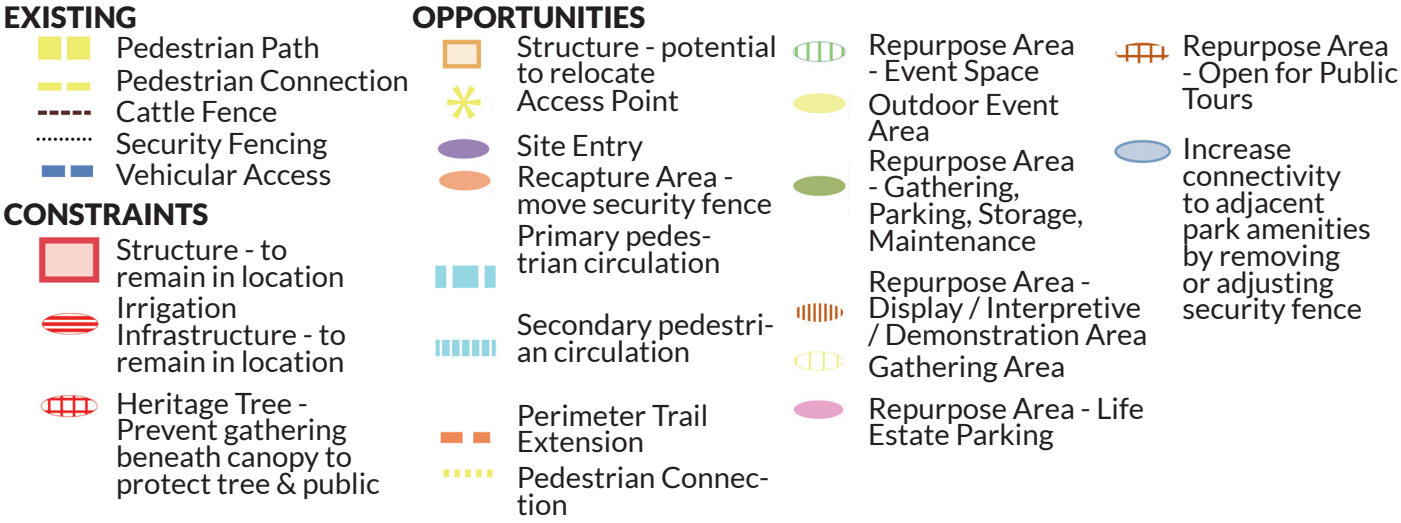 EXISTING
Pedestrian Path
Pedestrian Connection
Cattle Fence
Security Fencing
Vehicular Access
CONSTRAINTS
Structure - to
remain in location
Irrigation
Infrastructure - to
remain in location
Heritage Tree -
Prevent gathering
beneath canopy to
protect tree & public
OPPORTUNITIES
Structure - potential
to relocate
Access Point
Site Entry
Recapture Area -
move security fence
Primary pedes-
trian circulation
Secondary pedestri-
an circulation
Perimeter Trail
Extension
Pedestrian Connec-
tion
Repurpose Area
- Event Space
Outdoor Event
Area
Repurpose Area
- Gathering,
Parking, Storage,
Maintenance
Repurpose Area -
Display / Interpretive
/ Demonstration Area
Gathering Area
Repurpose Area - Life
Estate Parking
Repurpose Area
- Open for Public
Tours
Increase
connectivity
to adjacent
park amenities
by removing
or adjusting
security fence